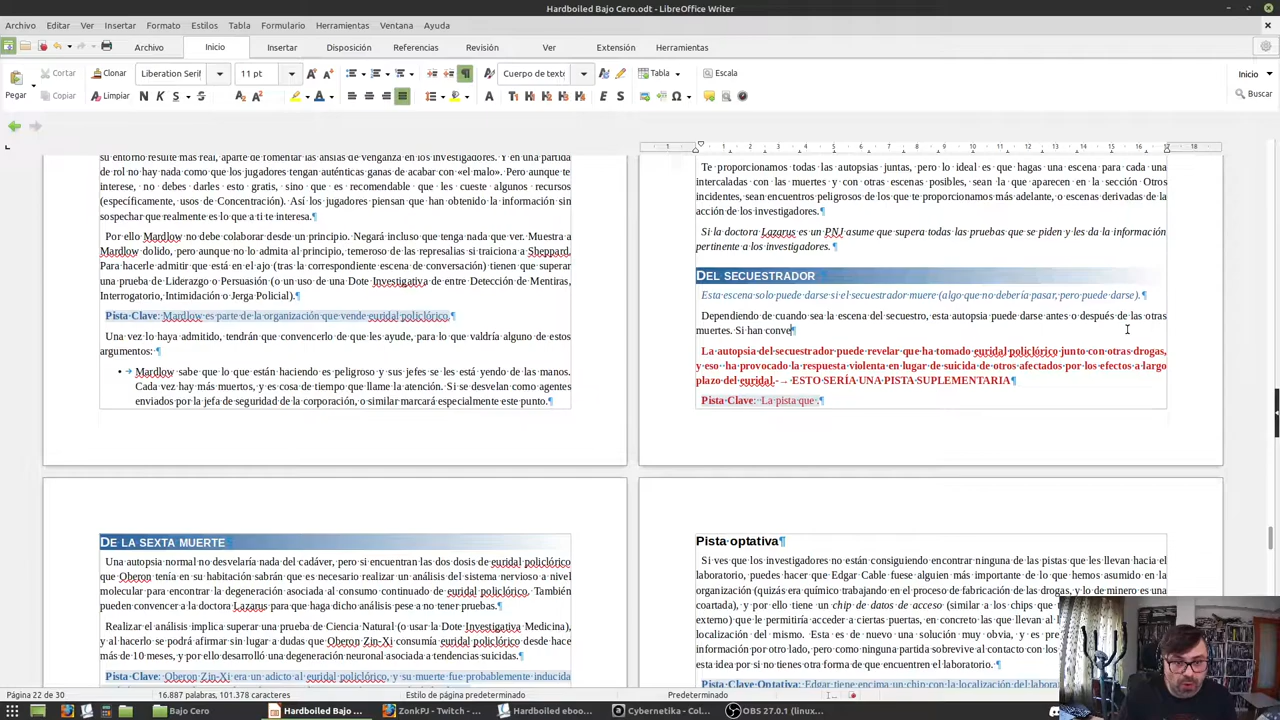 Hardboiled Bajo Cero.odt - LibreOffice Writer
Archivo Editar Ver Insertar Formato Estilos Tabla Formulario Herramientas Ventana Ayuda
Archivo Inicio Insertar Disposición Referencias Revisión Ver Extensión Herramientas
Pegar Cortar Clonar Liberation Serif 11 pt Cuerpo de texto Tabla Escala Inicio
Copiar Limpiar Buscar
su entorno resulte más real, aparte de fomentar las ansias de venganza en los investigadores. Y en una partida
de rol no hay nada como que los jugadores tengan auténticas ganas de acabar con «el malo». Pero aunque te
interese, no debes darles esto gratis, sino que es recomendable que les cueste algunos recursos
(específicamente, usos de Concentración). Así los jugadores piensan que han obtenido la información sin
sospechar que realmente es lo que a ti te interesa.¶
Por ello Mardlow no debe colaborar desde un principio. Negará incluso que tenga nada que ver. Muestra a
Mardlow dolido, pero aunque no lo admita al principio, temeroso de las represalias si traiciona a Sheppard.
Para hacerle admitir que está en el ajo (tras la correspondiente escena de conversación) tienen que superar
una prueba de Liderazgo o Persuasión (o un uso de una Dote Investigativa de entre Detección de Mentiras,
Interrogatorio, Intimidación o Jerga Policial).¶
Pista Clave: Mardlow es parte de la organización que vende euridal policlórico.¶
Una vez lo haya admitido, tendrán que convencerlo de que les ayude, para lo que valdría alguno de estos
argumentos: ¶
• → Mardlow sabe que lo que están haciendo es peligroso y sus jefes se les está yendo de las manos.
Cada vez hay más muertos, y es cosa de tiempo que llame la atención. Si se desvelan como agentes
enviados por la jefa de seguridad de la corporación, o similar marcará especialmente este punto.¶
1 1 2 3 4 5 6 7 8 9 10 11 12 13 14 15 16 17 18
Te proporcionamos todas las autopsias juntas, pero lo ideal es que hagas una escena para cada una
intercaladas con las muertes y con otras escenas posibles, sean la que aparecen en la sección Otros
incidentes, sean encuentros peligrosos de los que te proporcionamos más adelante, o escenas derivadas de la
acción de los investigadores.¶
Si la doctora Lazarus es un PNJ asume que supera todas las pruebas que se piden y les da la información
pertinente a los investigadores. ¶
DEL SECUESTRADOR ¶
Esta escena solo puede darse si el secuestrador muere (algo que no debería pasar, pero puede darse).¶
Dependiendo de cuando sea la escena del secuestro, esta autopsia puede darse antes o después de las otras
muertes. Si han conve¶
La autopsia del secuestrador puede revelar que ha tomado euridal policlórico junto con otras drogas,
y eso ha provocado la respuesta violenta en lugar de suicida de otros afectados por los efectos a largo
plazo del euridal.-→ ESTO SERÍA UNA PISTA SUPLEMENTARIA¶
Pista Clave: La pista que .¶
DE LA SEXTA MUERTE ¶
Una autopsia normal no desvelaría nada del cadáver, pero si encuentran las dos dosis de euridal policlórico
que Oberon tenía en su habitación sabrán que es necesario realizar un análisis del sistema nervioso a nivel
molecular para encontrar la degeneración asociada al consumo continuado de euridal policlórico. También
pueden convencer a la doctora Lazarus para que haga dicho análisis pese a no tener pruebas.¶
Realizar el análisis implica superar una prueba de Ciencia Natural (o usar la Dote Investigativa Medicina),
y al hacerlo se podrá afirmar sin lugar a dudas que Oberon Zin-Xi consumía euridal policlórico desde hace
más de 10 meses, y por ello desarrolló una degeneración neuronal asociada a tendencias suicidas.¶
Pista Clave: Oberon Zin-Xi era un adicto al euridal policlórico, y su muerte fue probablemente inducida
Pista optativa¶
Si ves que los investigadores no están consiguiendo encontrar ninguna de las pistas que les llevan hacia el
laboratorio, puedes hacer que Edgar Cable fuese alguien más importante de lo que hemos asumido en la
organización (quizás era químico trabajando en el proceso de fabricación de las drogas, y lo de minero es una
coartada), y por ello tiene un chip de datos de acceso (similar a los chips que
externo) que le permitiría acceder a ciertas puertas, en concreto las que llevan al l
localización del mismo. Esta es de nuevo una solución muy obvia, y es pre
información por otro lado, pero como ninguna partida sobrevive al contacto con los
esta idea por si no tienes otra forma de que encuentren el laboratorio.¶
Pista Clave Optativa: Edgar tiene encima un chip con la localización del labora
Página 22 de 30 16.887 palabras, 101.378 caracteres Estilo de página predeterminado Predeterminado
Bajo Cero Hardboiled Bajo ... ZonkPJ - Twitch - ... Hardboiled eboo... Cybernetika - Col... OBS 27.0.1 (linux...